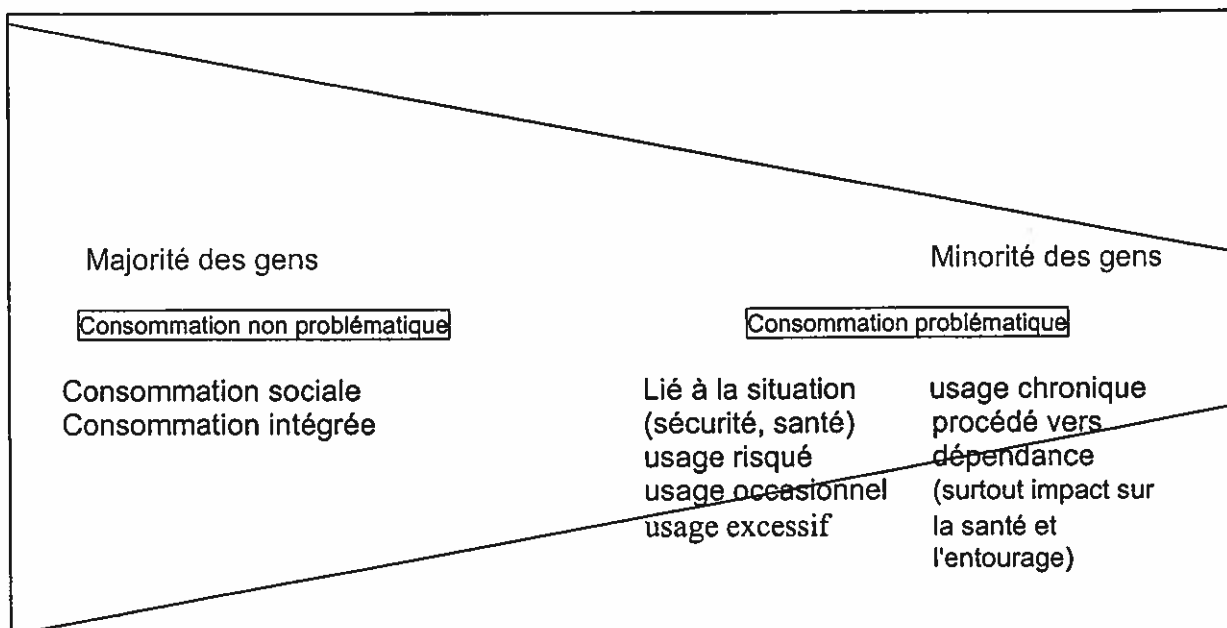 Majorité des gens
Minorité des gens
Consommation non problématique
Consommation problématique
Consommation sociale
Consommation intégrée
Lié à la situation
(sécurité, santé)
usage risqué
usage occasionnel
usage excessif
usage chronique
procédé vers
dépendance
(surtout impact sur
la santé et
l'entourage)